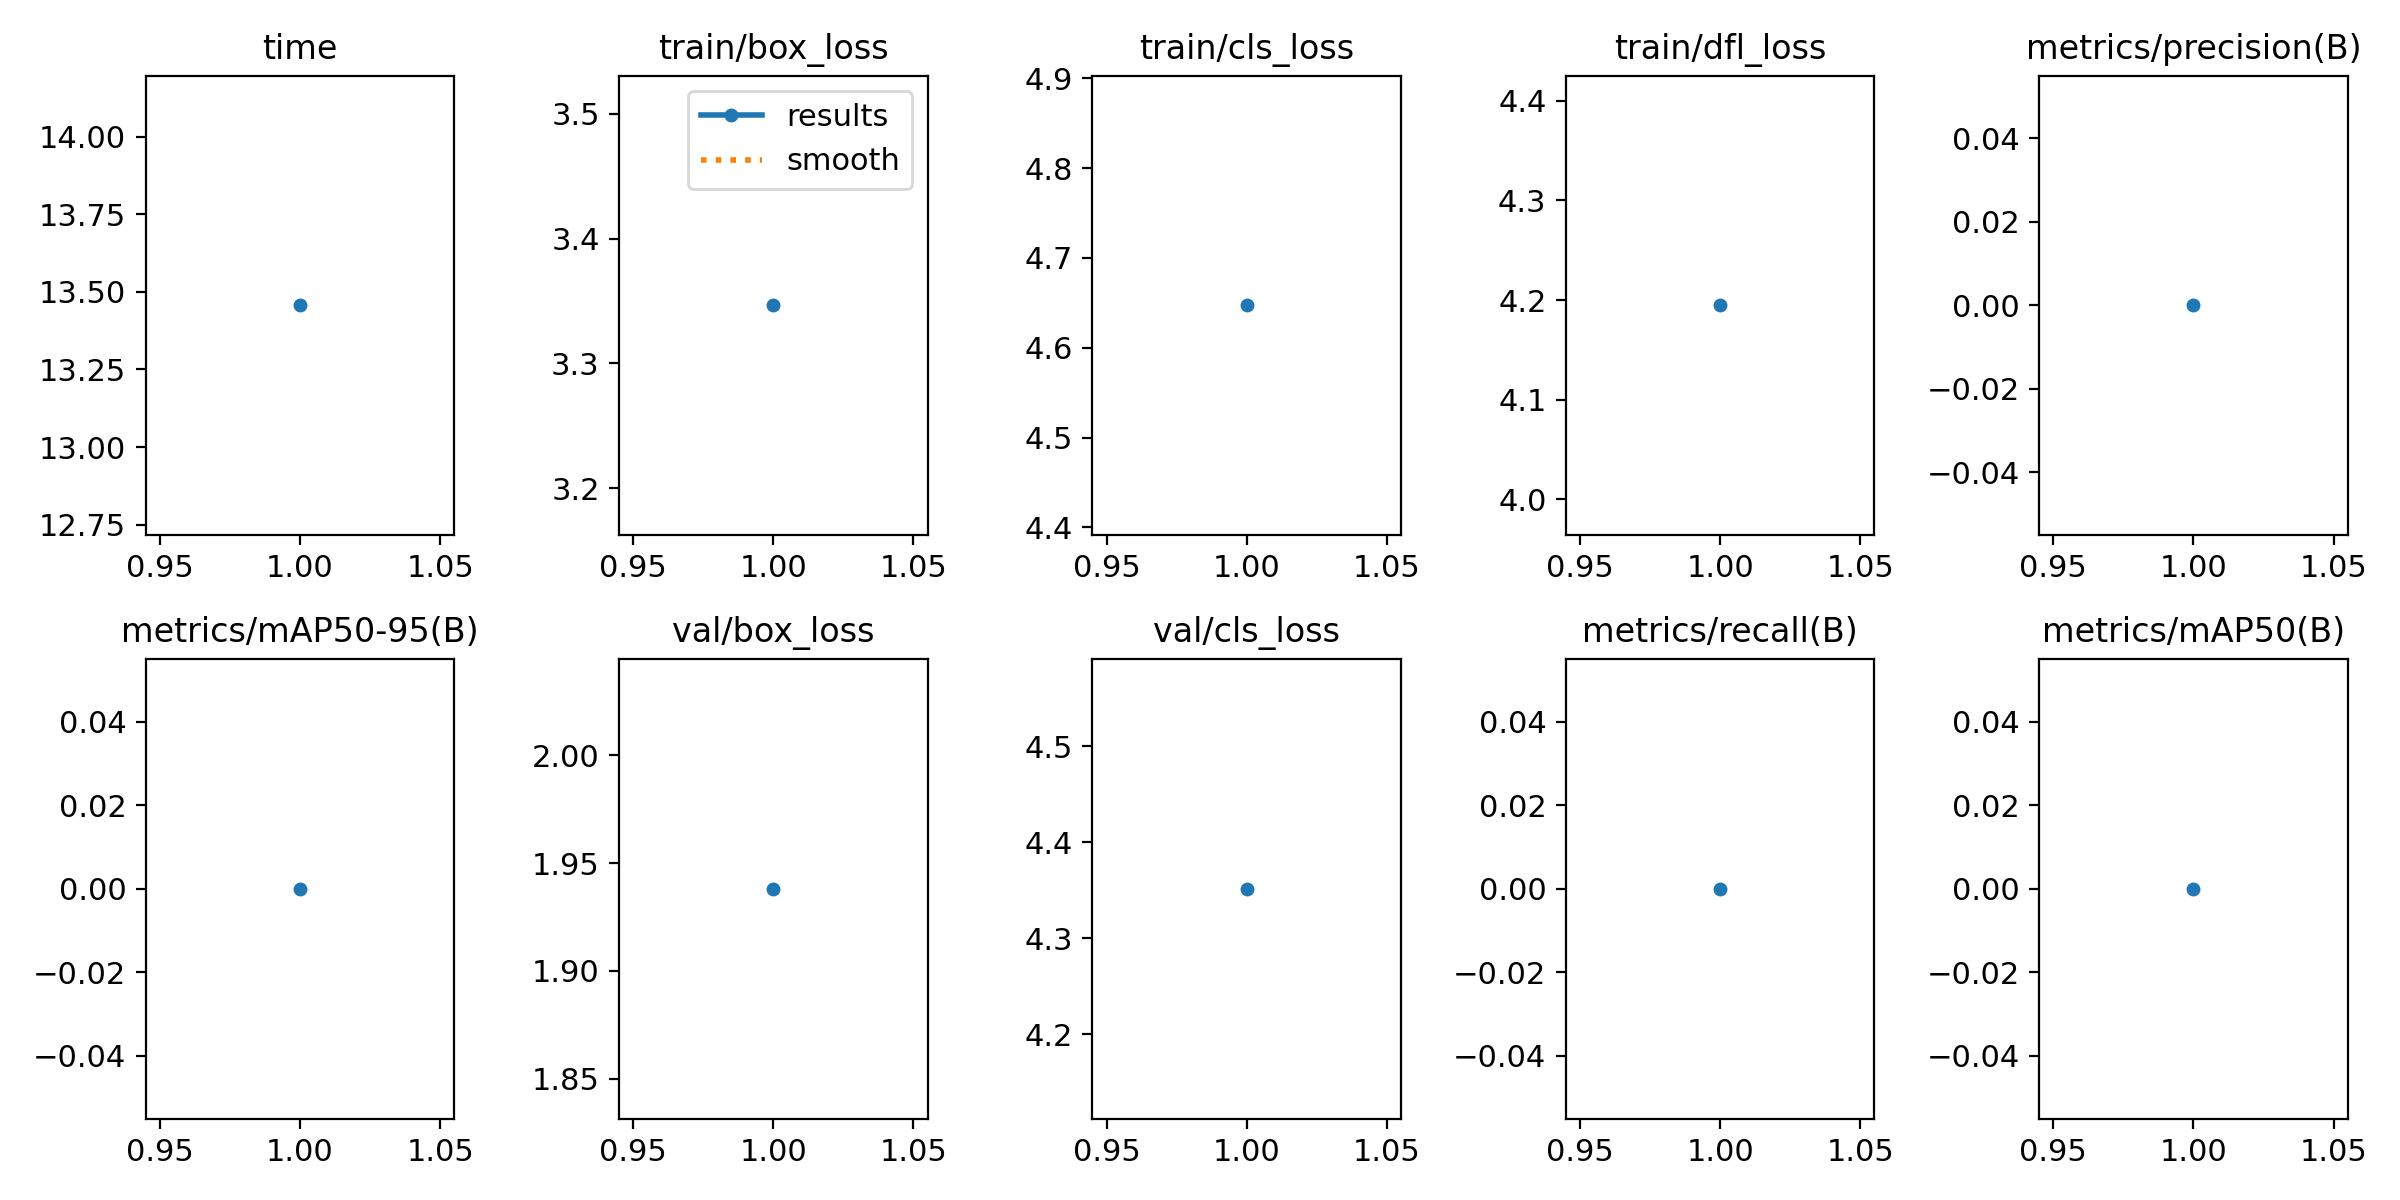 time
14.00
13.75
13.50
13.25
13.00
12.75
0.95 1.00 1.05
train/box_loss
results
smooth
3.5
3.4
3.3
3.2
0.95 1.00 1.05
train/cls_loss
4.9
4.8
4.7
4.6
4.5
4.4
0.95 1.00 1.05
train/dfl_loss
4.4
4.3
4.2
4.1
4.0
0.95 1.00 1.05
metrics/precision(B)
0.04
0.02
0.00
−0.02
−0.04
0.95 1.00 1.05
metrics/mAP50-95(B)
0.04
0.02
0.00
−0.02
−0.04
0.95 1.00 1.05
val/box_loss
2.00
1.95
1.90
1.85
0.95 1.00 1.05
val/cls_loss
4.5
4.4
4.3
4.2
0.95 1.00 1.05
metrics/recall(B)
0.04
0.02
0.00
−0.02
−0.04
0.95 1.00 1.05
metrics/mAP50(B)
0.04
0.02
0.00
−0.02
−0.04
0.95 1.00 1.05